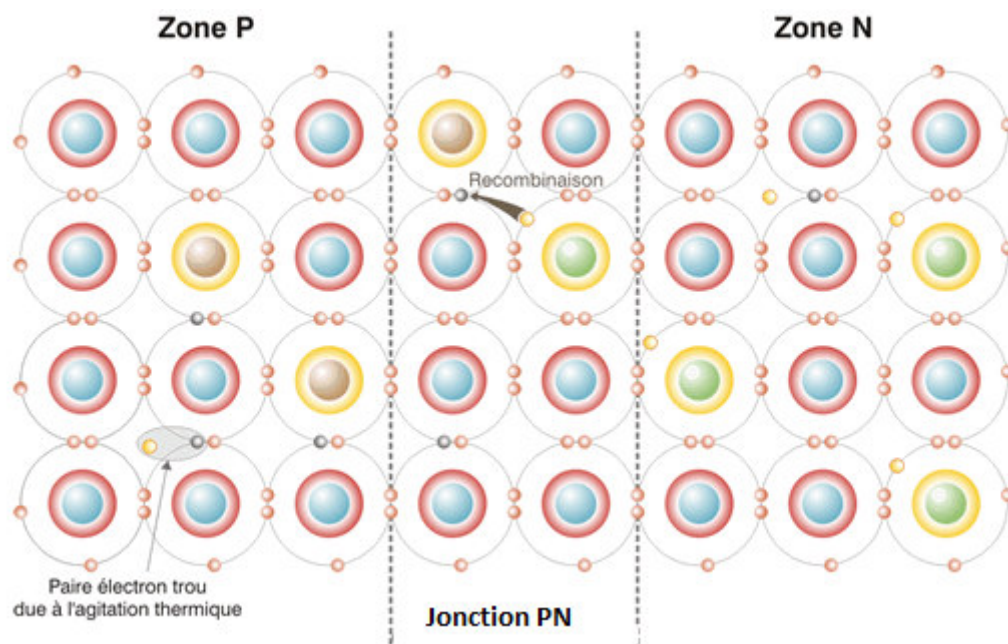 Zone P
Zone N
Recombinaison
Paire électron trou
due à l'agitation thermique
Jonction PN